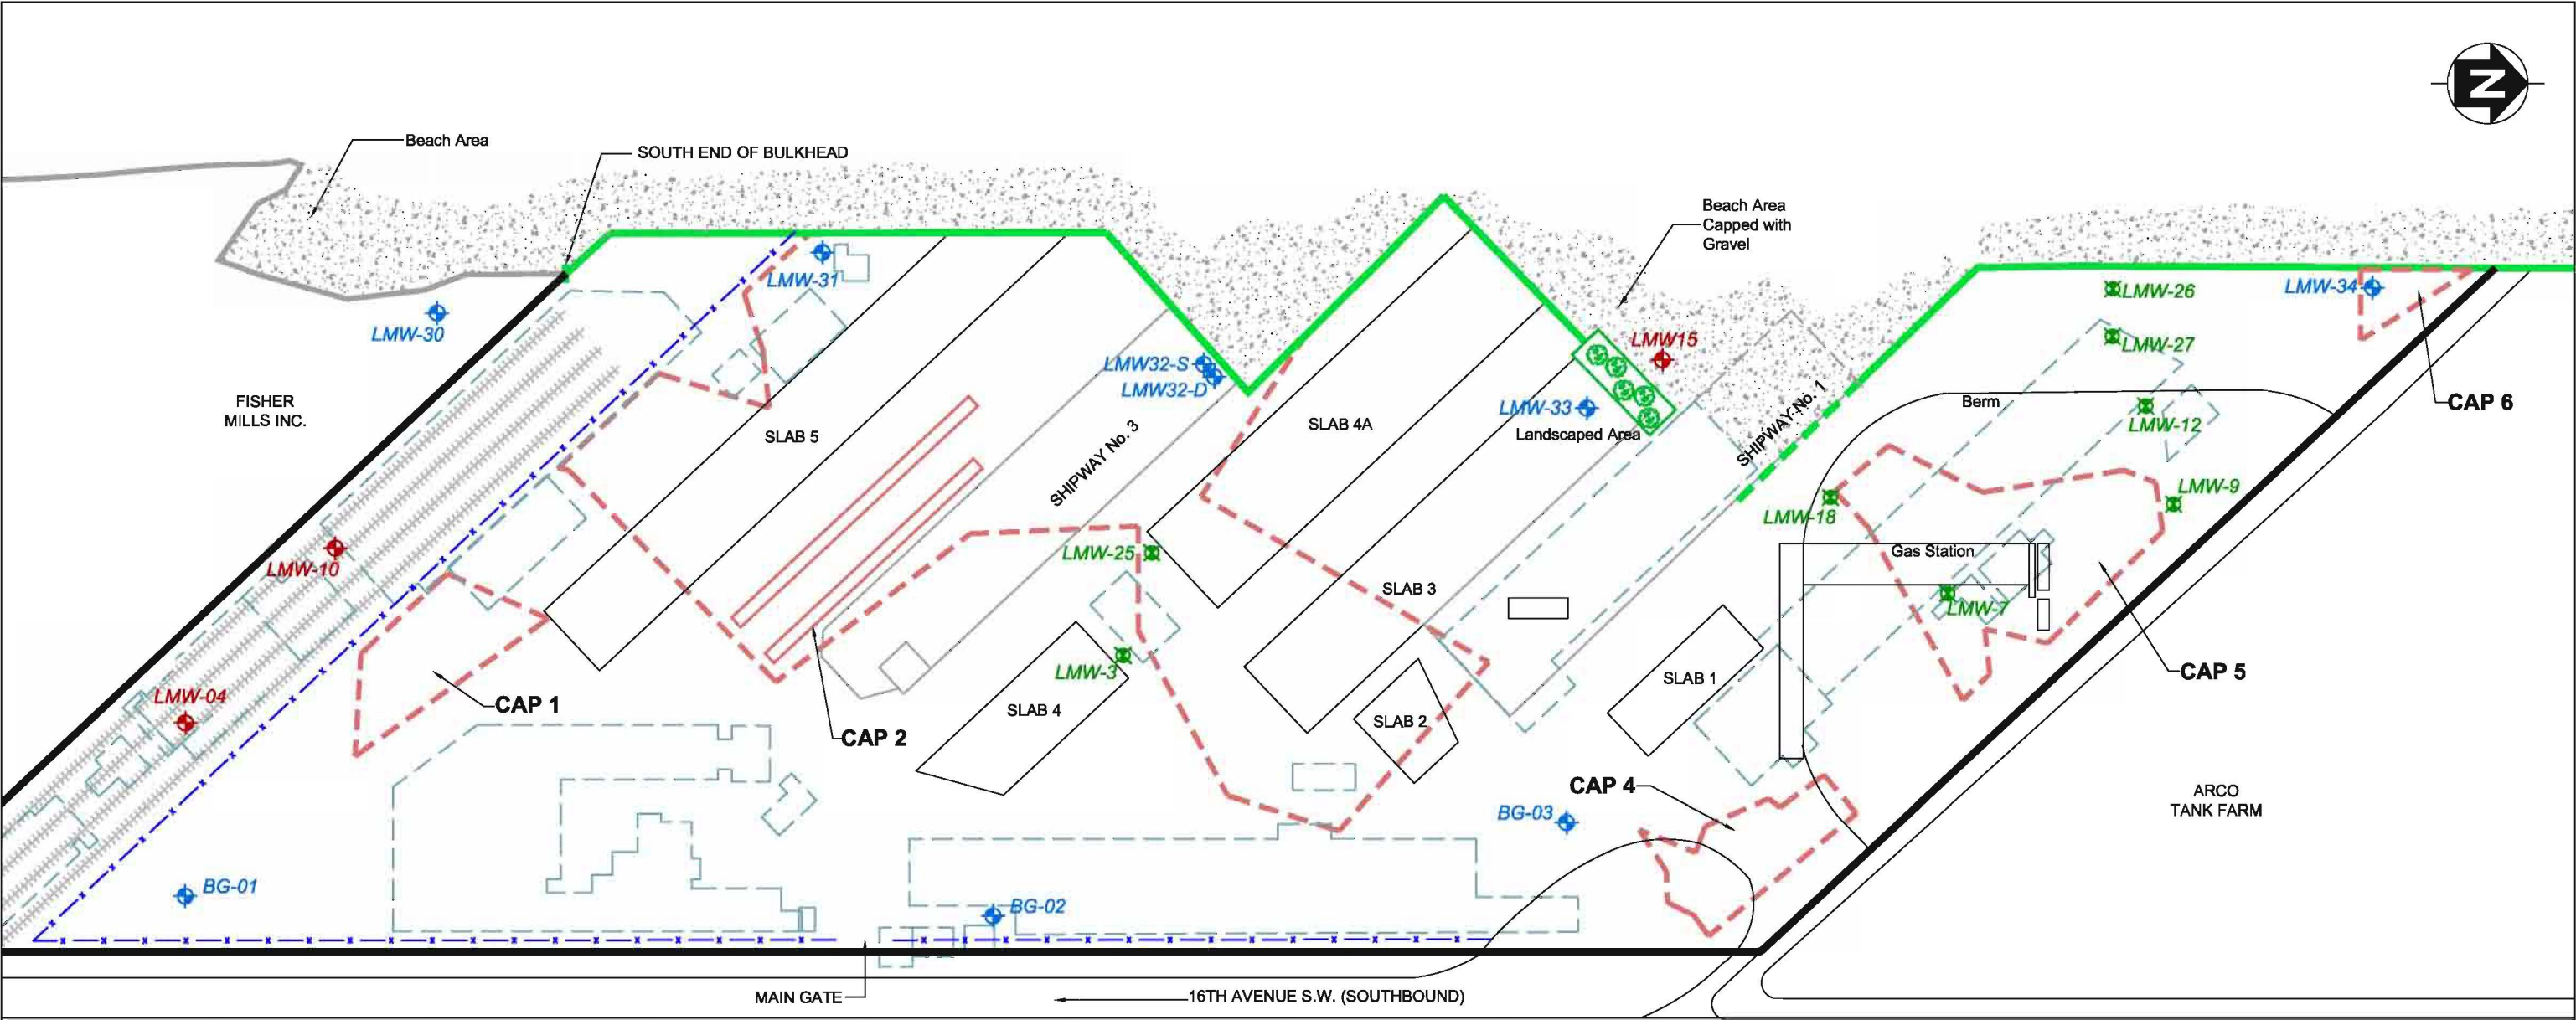 N
Beach Area
SOUTH END OF BULKHEAD
Beach Area
Capped with
Gravel
LMW-31
LMW-30
LMW-34
LMW-26
LMW-27
LMW15
LMW32-S
LMW32-D
LMW-33
Landscaped Area
SHIPWAY No. 1
Berm
CAP 6
LMW-12
FISHER
MILLS INC.
SLAB 5
SHIPWAY No. 3
SLAB 4A
LMW-9
LMW-18
LMW-10
LMW-25
Gas Station
SLAB 3
LMW-7
LMW-3
CAP 5
SLAB 1
LMW-04
CAP 1
SLAB 4
SLAB 2
CAP 2
CAP 4
ARCO
TANK FARM
BG-03
BG-01
BG-02
MAIN GATE
16TH AVENUE S.W. (SOUTHBOUND)